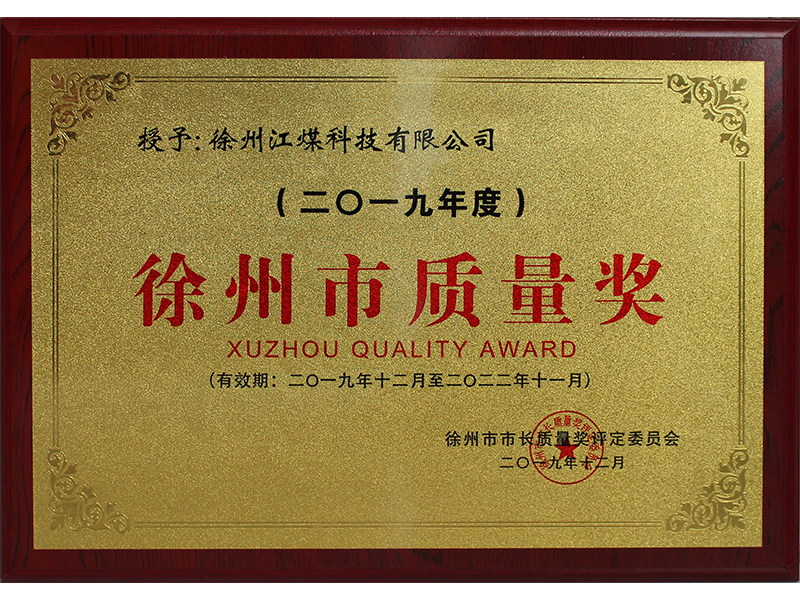 授予:徐州江煤科技有限公司
(二〇一九年度)
徐州市质量奖
XUZHOU QUALITY AWARD
(有效期：二〇一九年十二月至二〇二二年十一月)
徐州市市长质量奖评定委员会
二〇一九年十二月